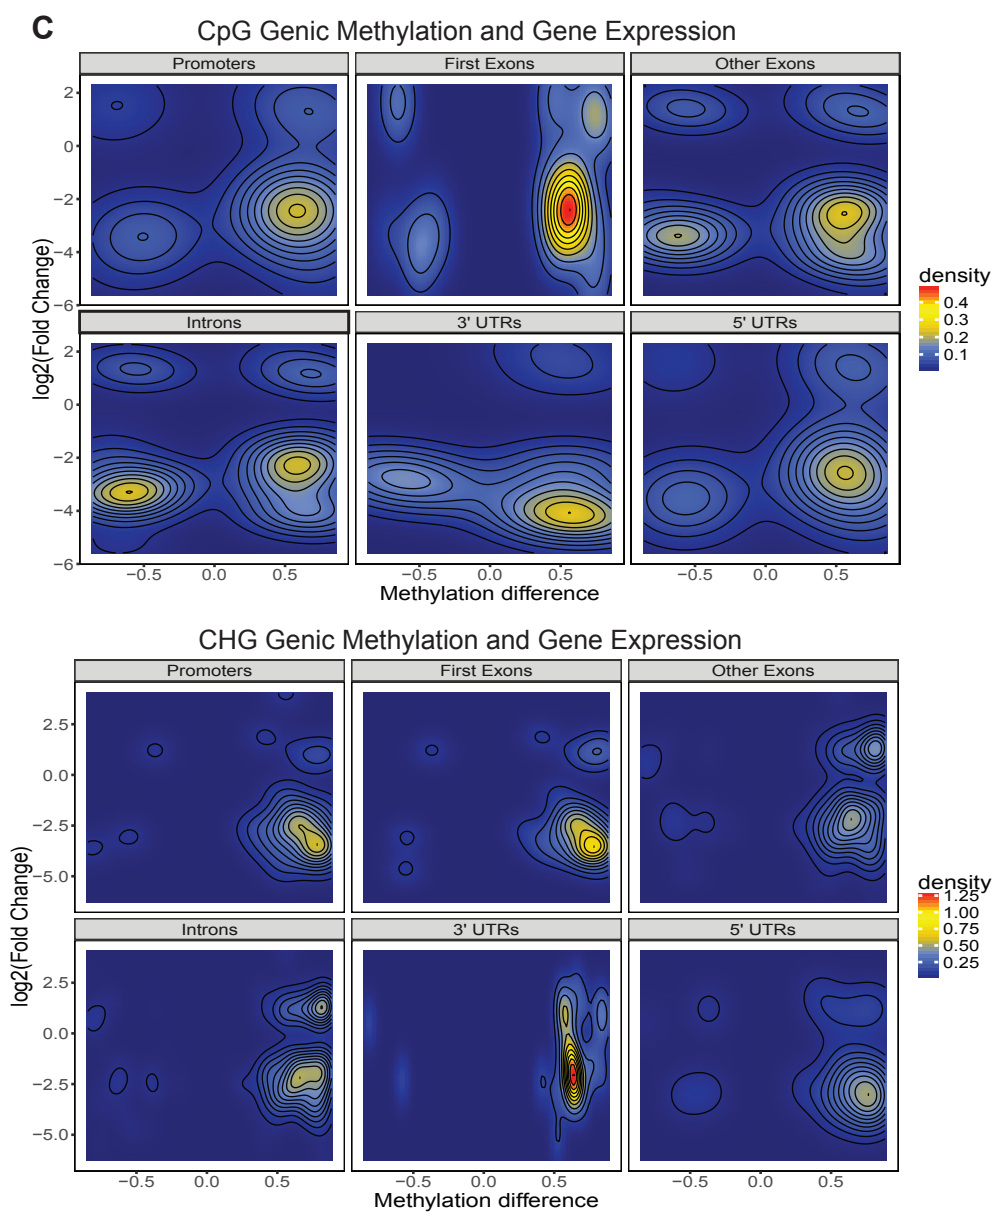 C
CpG Genic Methylation and Gene Expression
Promoters First Exons Other Exons
2
0
−2
−4
−6
Introns 3' UTRs 5' UTRs
2
0
−2
−4
−6
log2(Fold Change)
−0.5 0.0 0.5 −0.5 0.0 0.5 −0.5 0.0 0.5
Methylation difference
density
0.4
0.3
0.2
0.1
CHG Genic Methylation and Gene Expression
Promoters First Exons Other Exons
2.5
0.0
−2.5
−5.0
Introns 3' UTRs 5' UTRs
2.5
0.0
−2.5
−5.0
log2(Fold Change)
−0.5 0.0 0.5 −0.5 0.0 0.5 −0.5 0.0 0.5
Methylation difference
density
1.25
1.00
0.75
0.50
0.25